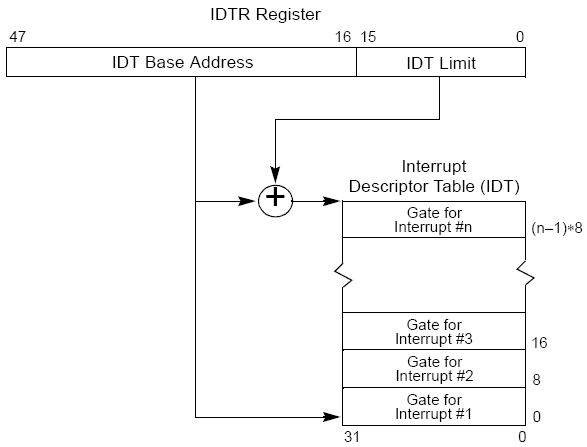 IDTR Register
47 16 15 0
IDT Base Address IDT Limit
+
Interrupt
Descriptor Table (IDT)
Gate for
Interrupt #n
(n–1)∗8
Gate for
Interrupt #3
16
Gate for
Interrupt #2
8
Gate for
Interrupt #1
0
31 0